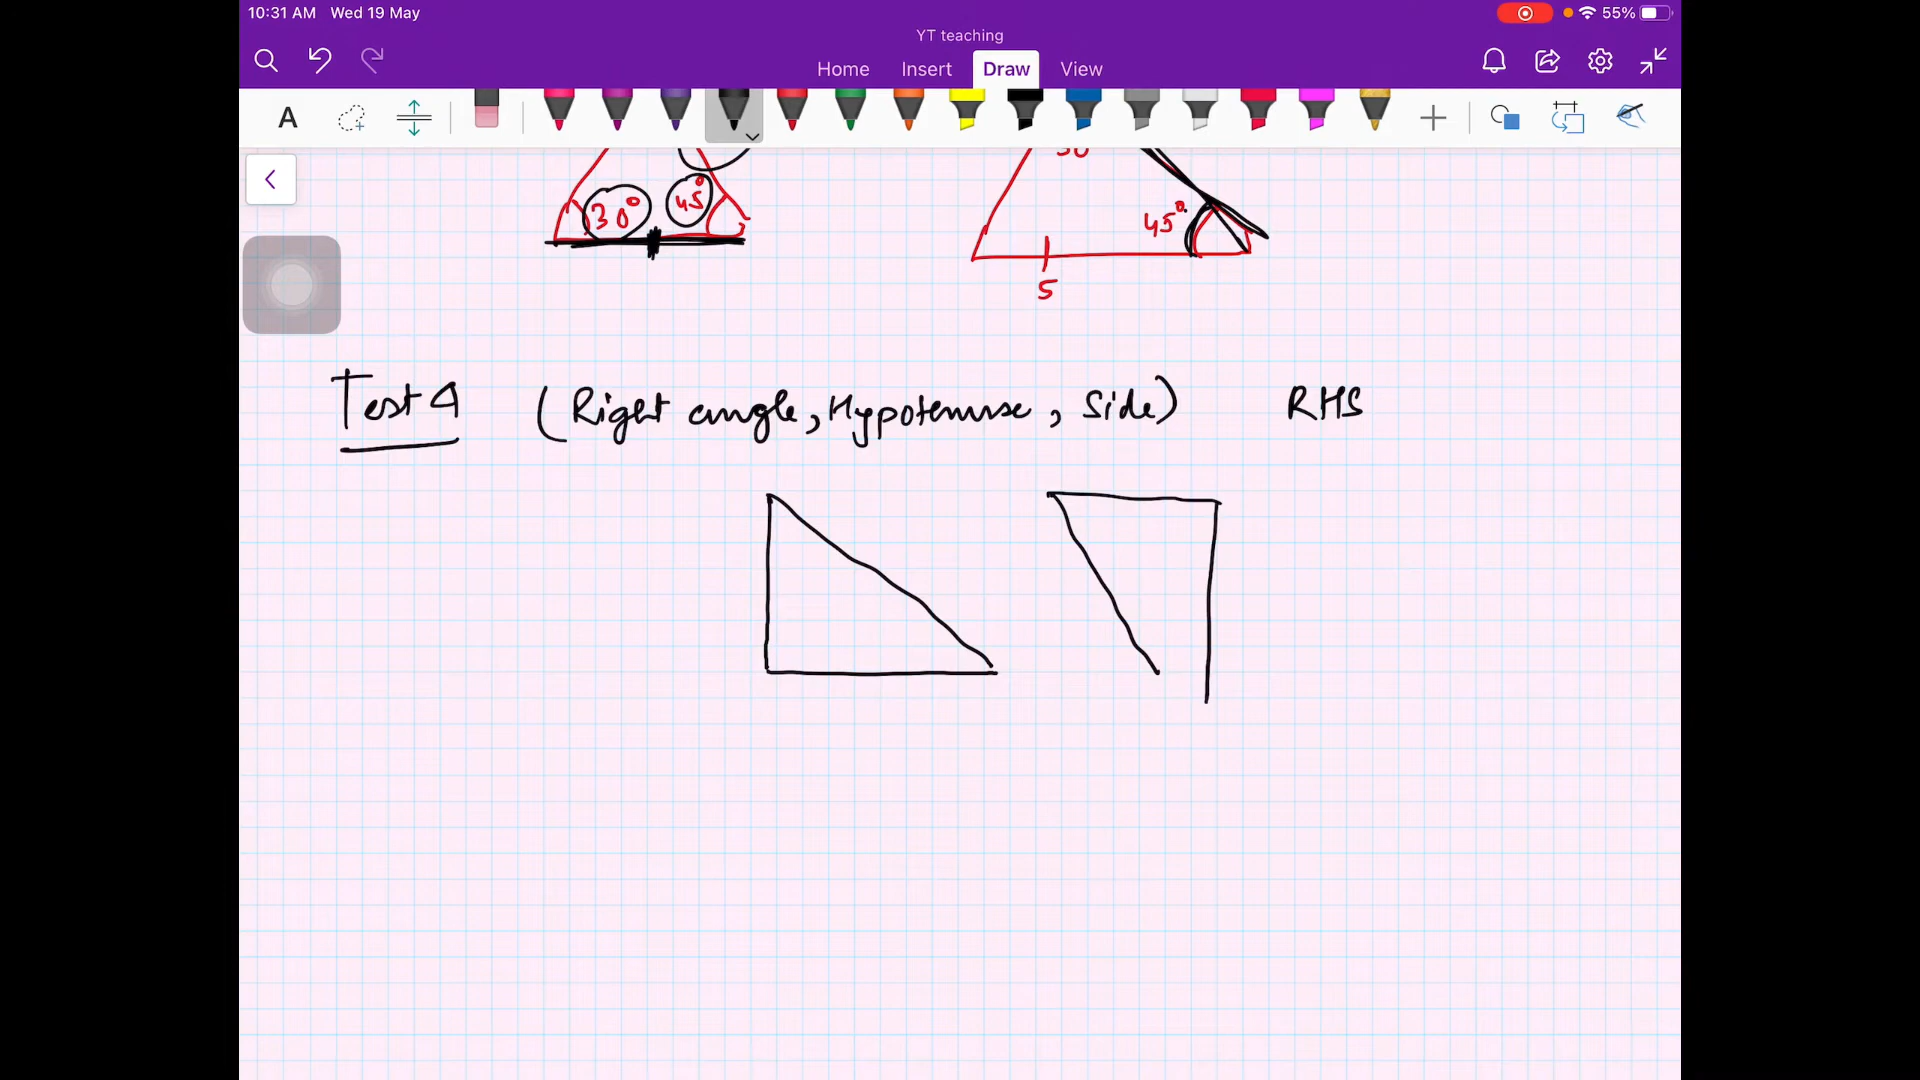 10:31 AM Wed 19 May
55%
YT teaching
Home Insert Draw View
A
30° 45°
45°
5
Test 4 (Right angle, Hypotenuse, Side) RHS